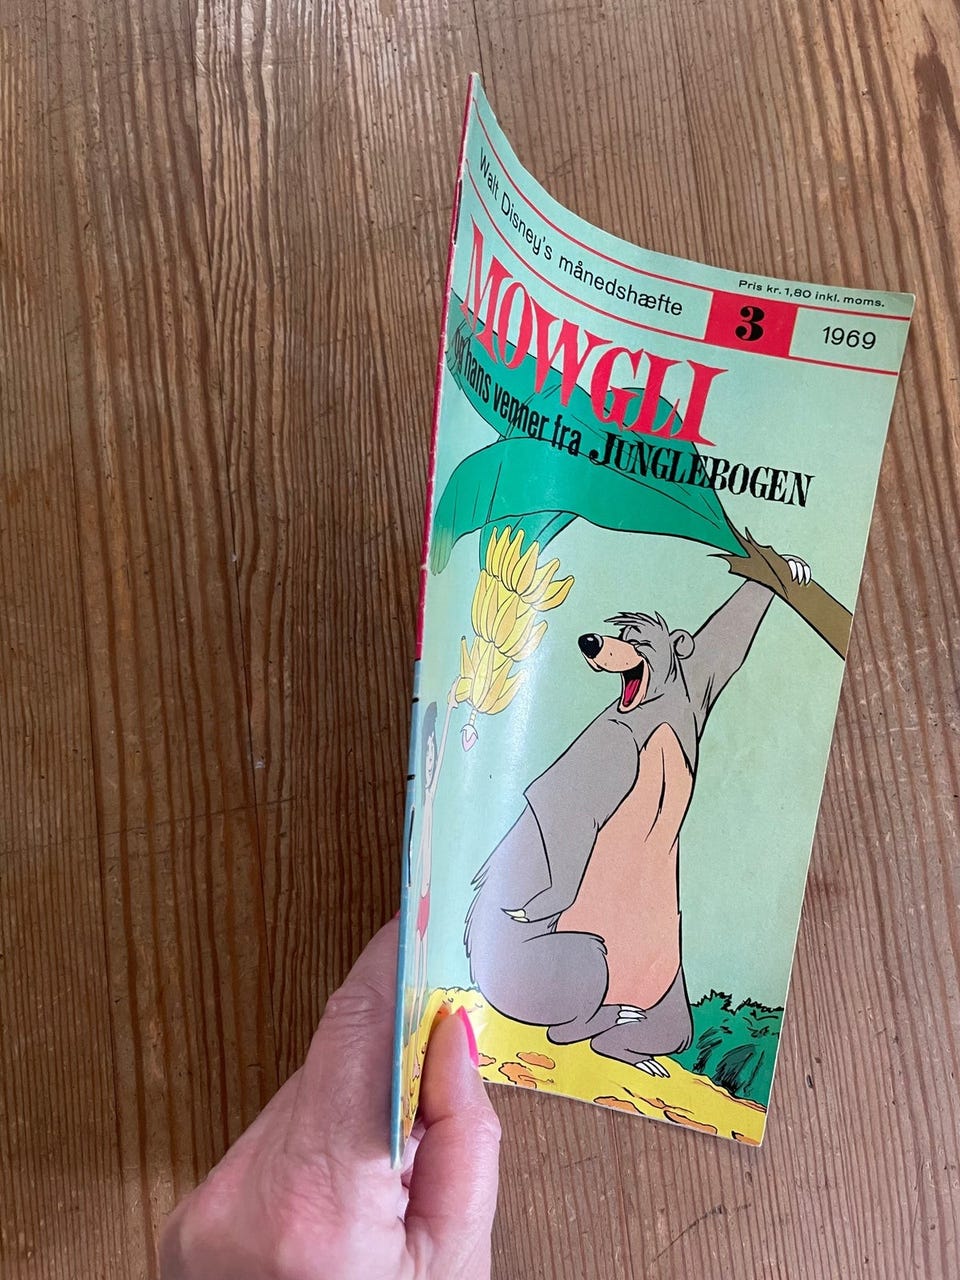 Pris kr. 1,80 inkl. moms.
Walt Disney's månedshæfte 3 1969
MOWGLI
og hans venner fra JUNGLEBOGEN